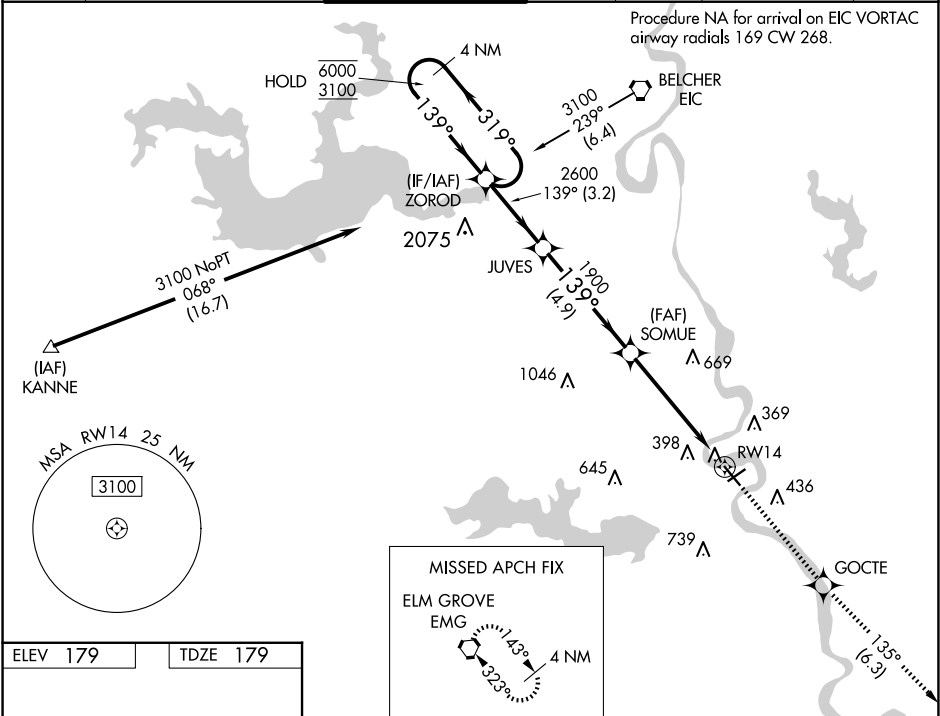 Procedure NA for arrival on EIC VORTAC
airway radials 169 CW 268.
4 NM
HOLD
6000
3100
BELCHER
EIC
3100
239°
(6.4)
139°
319°
(IF/IAF)
ZOROD
2600
139° (3.2)
2075
JUVES
3100 NoPT
068°
(16.7)
1900
139°
(4.9)
(FAF)
SOMUE
669
(IAF)
KANNE
1046
369
398
RW14
MSA RW14 25 NM
3100
645
436
739
GOCTE
MISSED APCH FIX
ELM GROVE
EMG
143°
4 NM
323°
135°
(6.3)
ELEV 179
TDZE 179